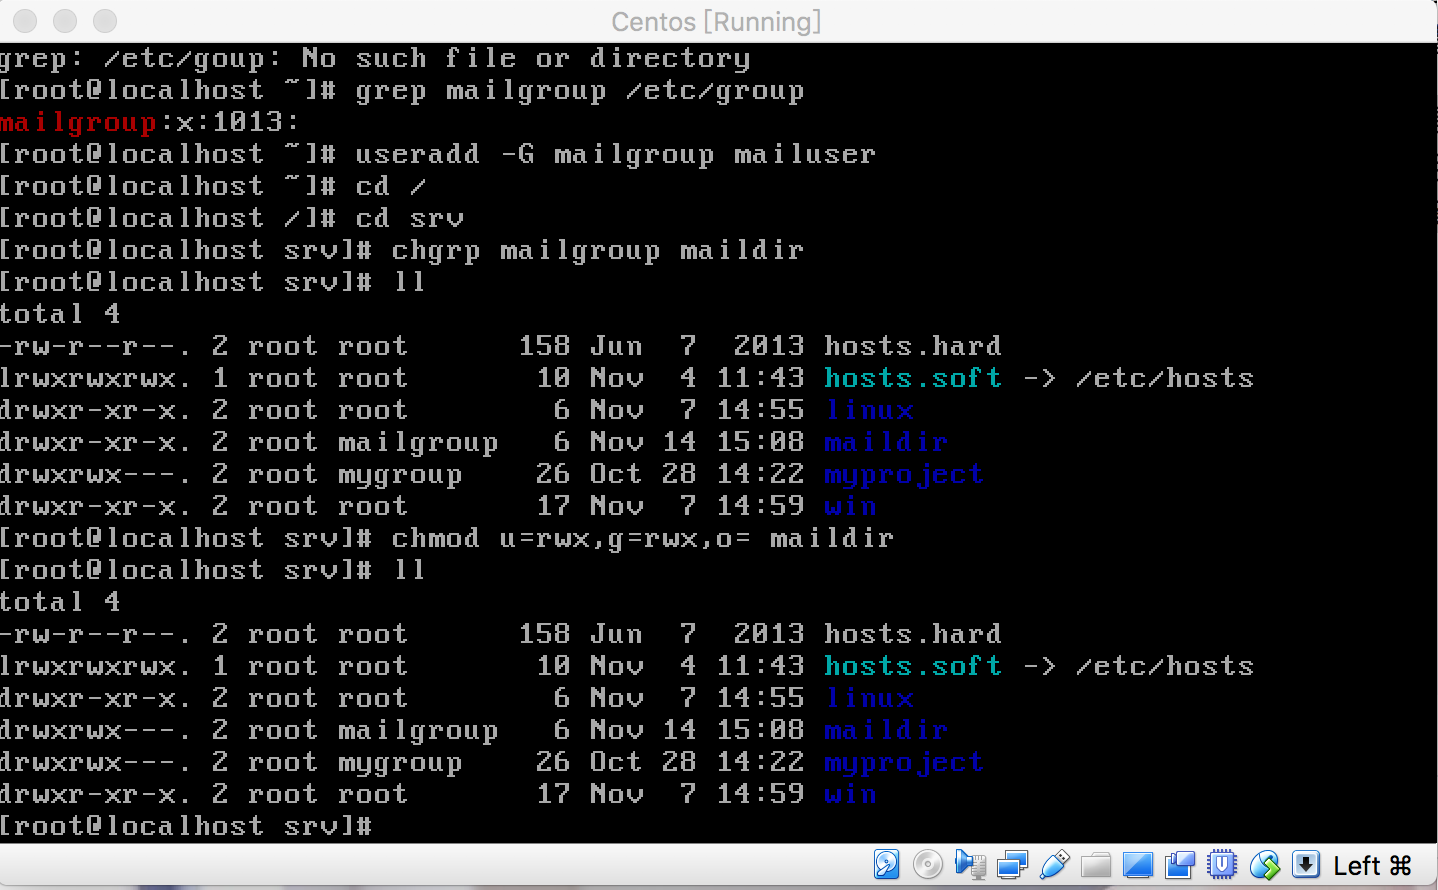 Centos [Running]
grep: /etc/goup: No such file or directory
[root@localhost ~]# grep mailgroup /etc/group
mailgroup:x:1013:
[root@localhost ~]# useradd -G mailgroup mailuser
[root@localhost ~]# cd /
[root@localhost /]# cd srv
[root@localhost srv]# chgrp mailgroup maildir
[root@localhost srv]# ll
total 4
-rw-r--r--. 2 root root      158 Jun  7  2013 hosts.hard
lrwxrwxrwx. 1 root root       10 Nov  4 11:43 hosts.soft -> /etc/hosts
drwxr-xr-x. 2 root root        6 Nov  7 14:55 linux
drwxr-xr-x. 2 root mailgroup   6 Nov 14 15:08 maildir
drwxrwx---. 2 root mygroup    26 Oct 28 14:22 myproject
drwxr-xr-x. 2 root root       17 Nov  7 14:59 win
[root@localhost srv]# chmod u=rwx,g=rwx,o= maildir
[root@localhost srv]# ll
total 4
-rw-r--r--. 2 root root      158 Jun  7  2013 hosts.hard
lrwxrwxrwx. 1 root root       10 Nov  4 11:43 hosts.soft -> /etc/hosts
drwxr-xr-x. 2 root root        6 Nov  7 14:55 linux
drwxrwx---. 2 root mailgroup   6 Nov 14 15:08 maildir
drwxrwx---. 2 root mygroup    26 Oct 28 14:22 myproject
drwxr-xr-x. 2 root root       17 Nov  7 14:59 win
[root@localhost srv]#
Left ⌘